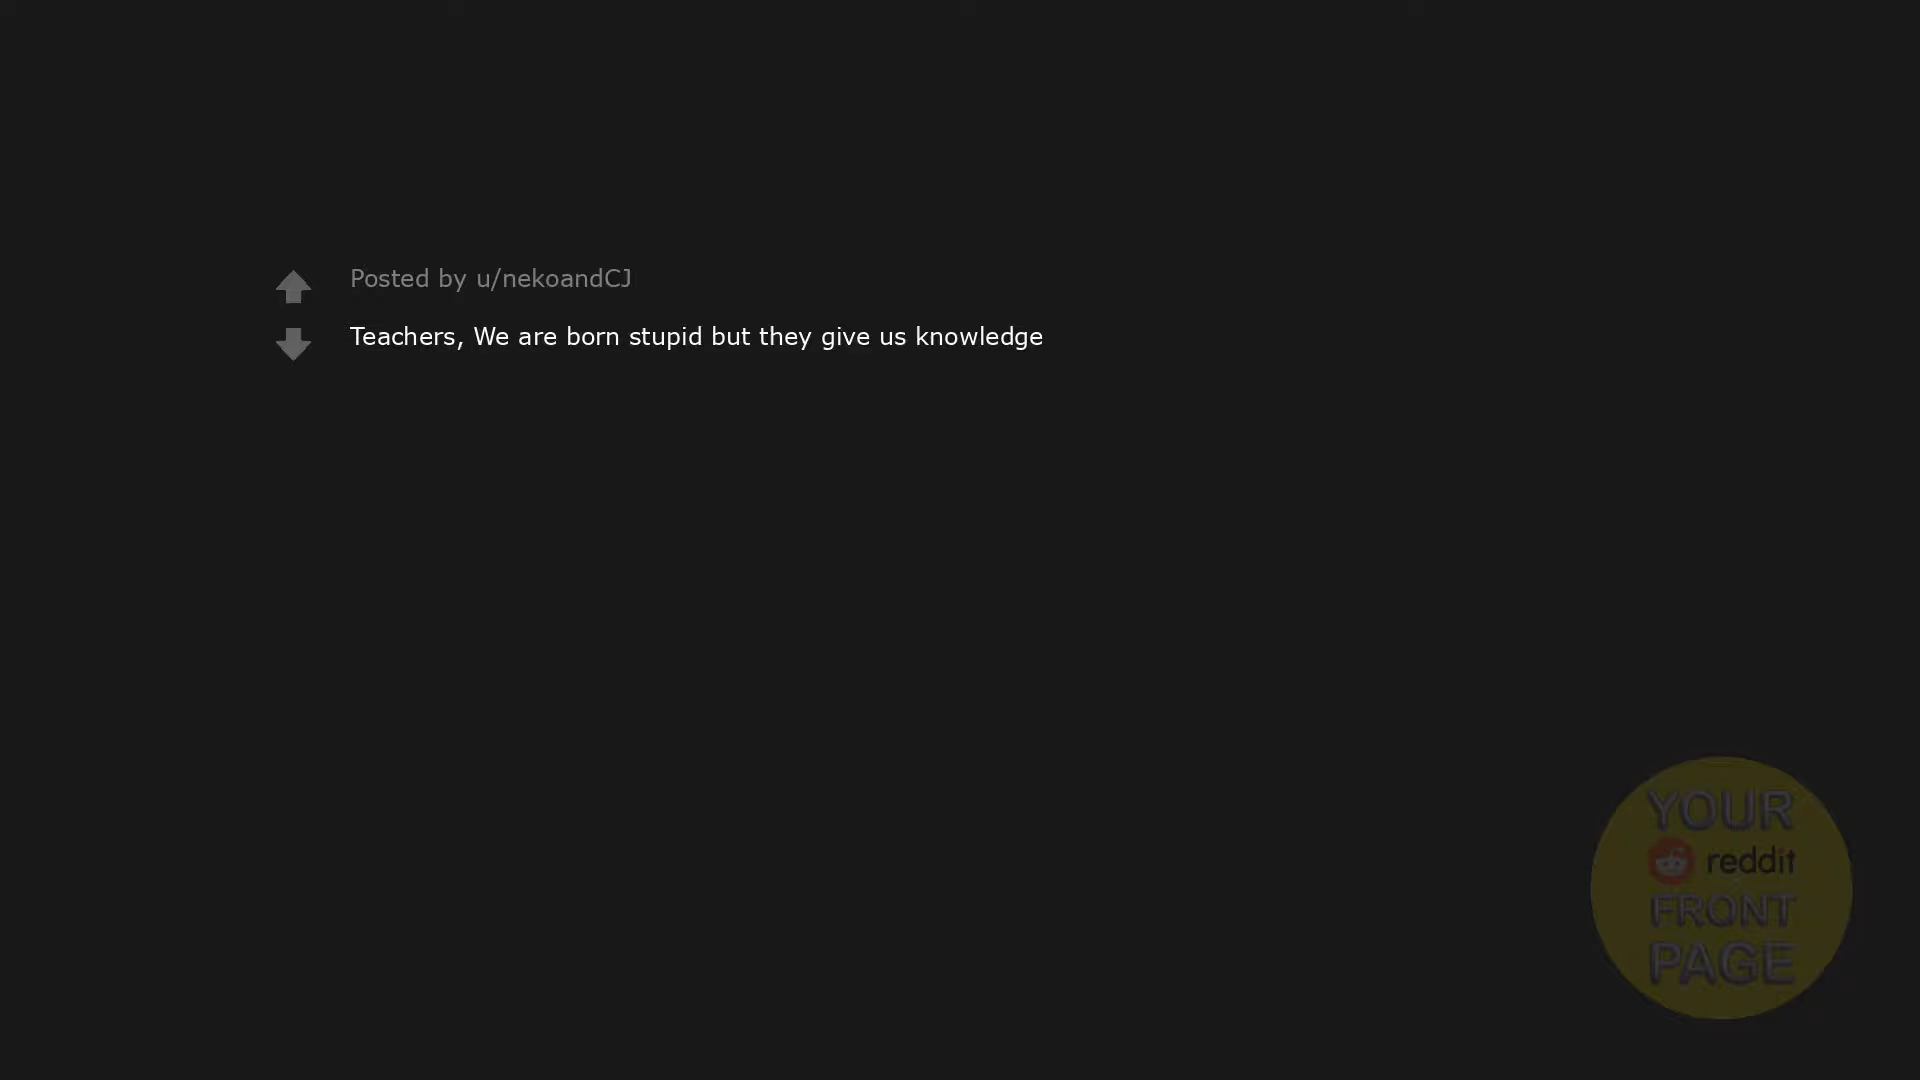 Posted by u/nekoandCJ
Teachers, We are born stupid but they give us knowledge
YOUR
reddit
FRONT
PAGE